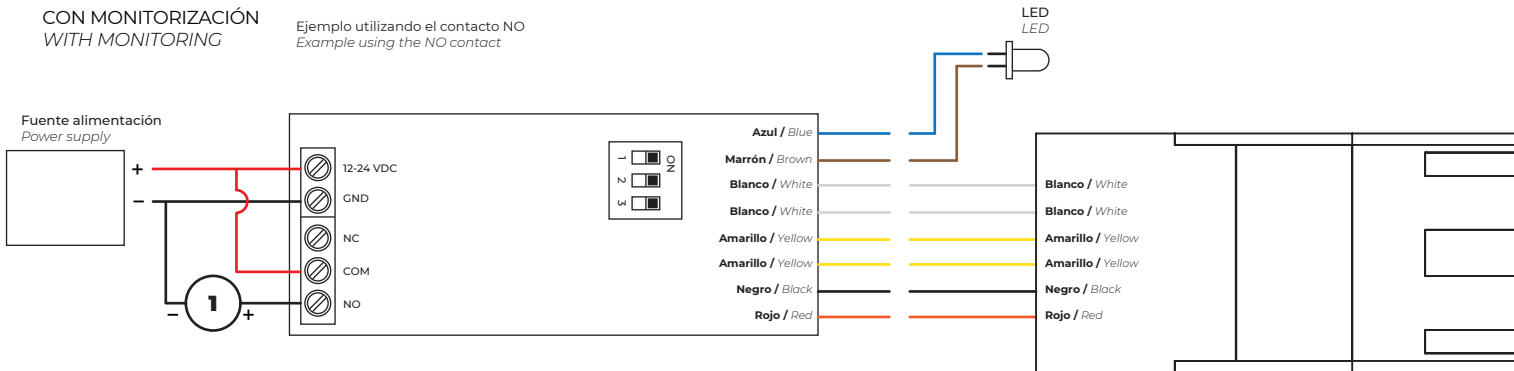 CON MONITORIZACIÓN
WITH MONITORING
Ejemplo utilizando el contacto NO
Example using the NO contact
LED
LED
Fuente alimentación
Power supply
+
−
12-24 VDC
GND
NC
COM
NO
1
−
+
ON
1
2
3
Azul / Blue
Marrón / Brown
Blanco / White
Blanco / White
Amarillo / Yellow
Amarillo / Yellow
Negro / Black
Rojo / Red
Blanco / White
Blanco / White
Amarillo / Yellow
Amarillo / Yellow
Negro / Black
Rojo / Red